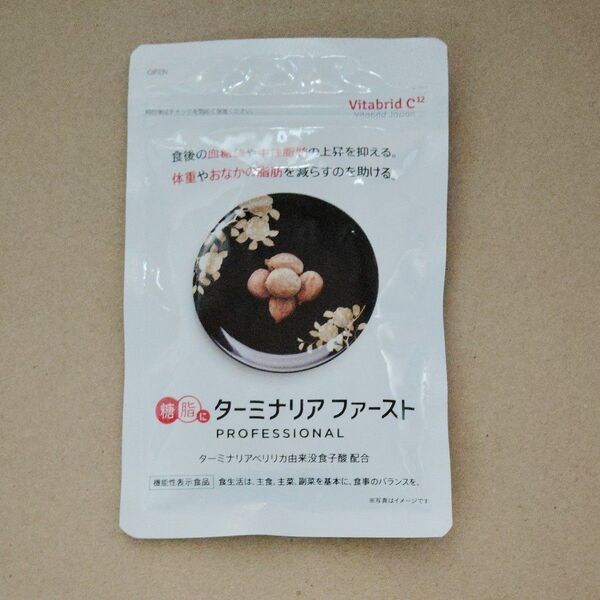 OPEN
Vitabrid C¹²
Vitabrid Japan
食後の血糖値や中性脂肪の上昇を抑える。
体重やおなかの脂肪を減らすのを助ける。
糖 脂 に ターミナリア ファースト
PROFESSIONAL
ターミナリアベリリカ由来没食子酸 配合
機能性表示食品 食生活は、主食、主菜、副菜を基本に、食事のバランスを。
※写真はイメージです